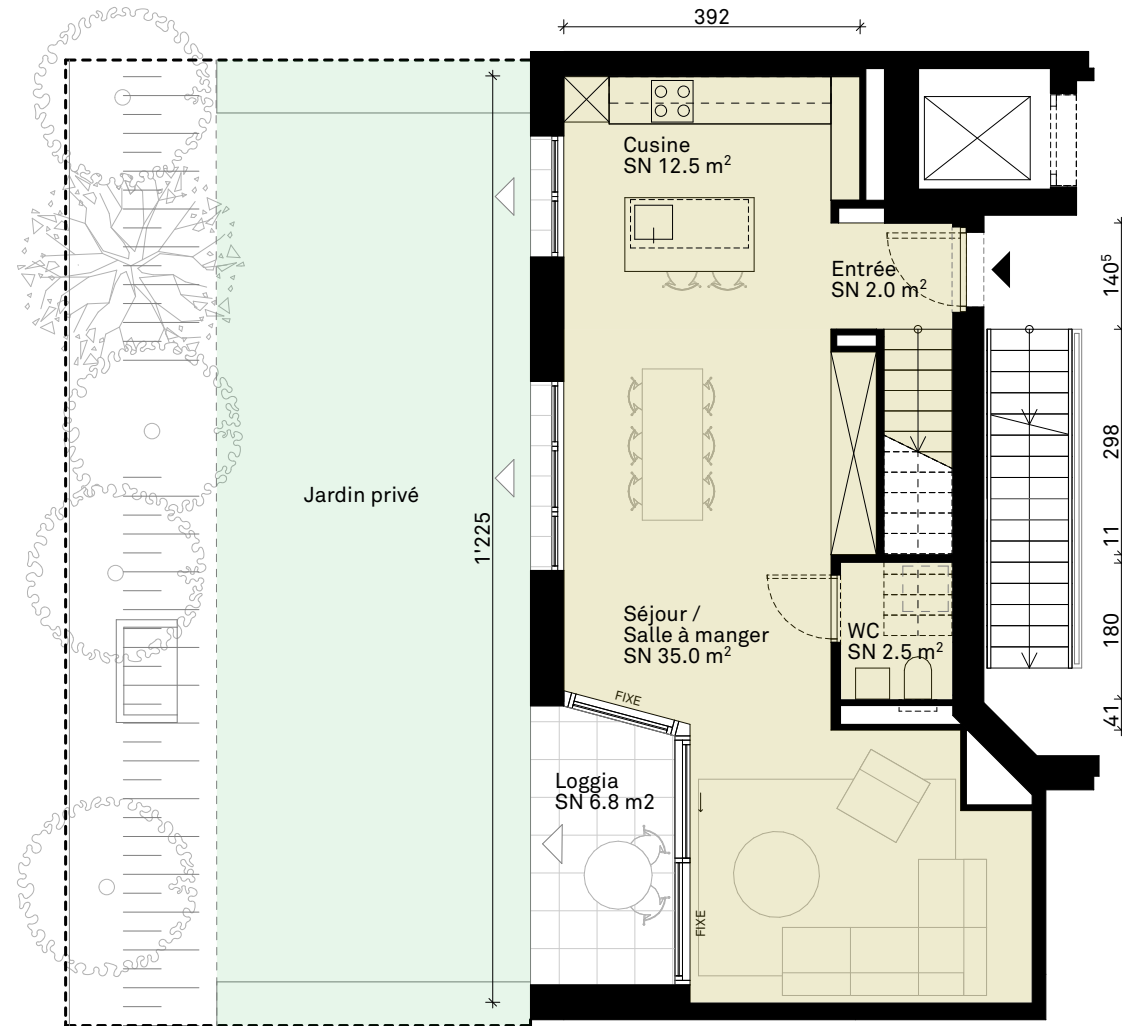 392
Cusine
SN 12.5 m²
Entrée
SN 2.0 m²
140⁵
298
Jardin privé
1'225
11
Séjour /
Salle à manger
SN 35.0 m²
WC
SN 2.5 m²
180
FIXE
41
Loggia
SN 6.8 m2
FIXE